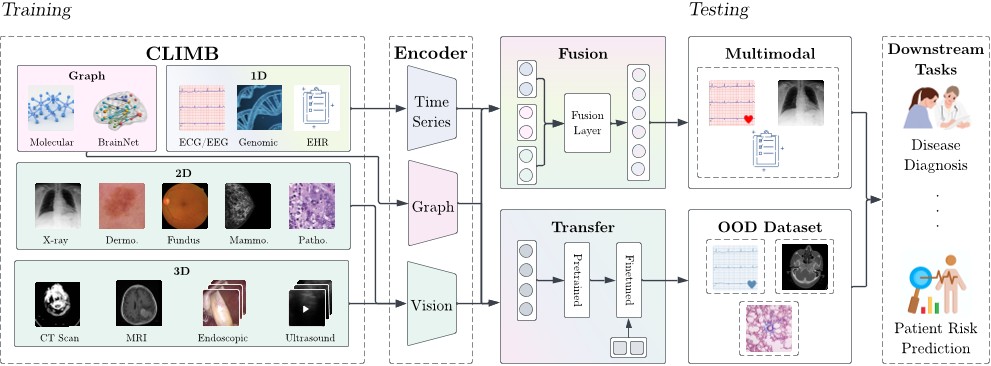 Training
Testing
CLIMB
Graph
Molecular
BrainNet
1D
ECG/EEG
Genomic
EHR
2D
X-ray
Dermo.
Fundus
Mammo.
Patho.
3D
CT Scan
MRI
Endoscopic
Ultrasound
Encoder
Time
Series
Graph
Vision
Fusion
Fusion
Layer
Transfer
Pretrained
Finetuned
Multimodal
OOD Dataset
Downstream
Tasks
Disease
Diagnosis
.
.
.
Patient Risk
Prediction